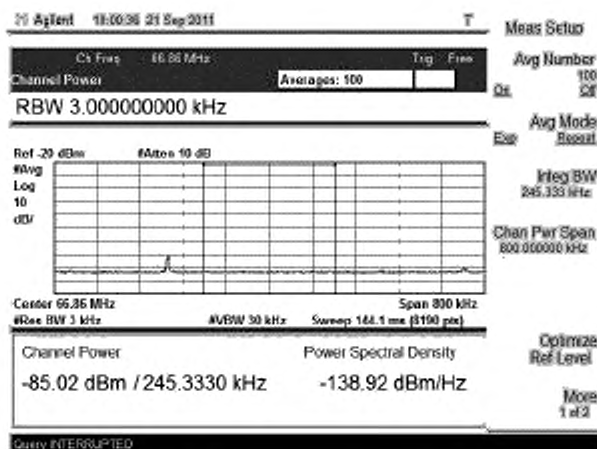 Agilent 18:00:36 21 Sep 2011 T
Ch Freq 66.86 MHz Trig Free
Channel Power Averages: 100
RBW 3.000000000 kHz
Ref -20 dBm #Atten 10 dB
#Avg
Log
10
dB/
Center 66.86 MHz Span 800 kHz
#Res BW 3 kHz #VBW 30 kHz Sweep 144.1 ms (8190 pts)
Channel Power Power Spectral Density
-85.02 dBm / 245.3330 kHz -138.92 dBm/Hz
Query INTERRUPTED
Meas Setup
Avg Number
100
On Off
Avg Mode
Exp Repeat
Integ BW
245.333 kHz
Chan Pwr Span
800.000000 kHz
Optimize
Ref Level
More
1 of 2